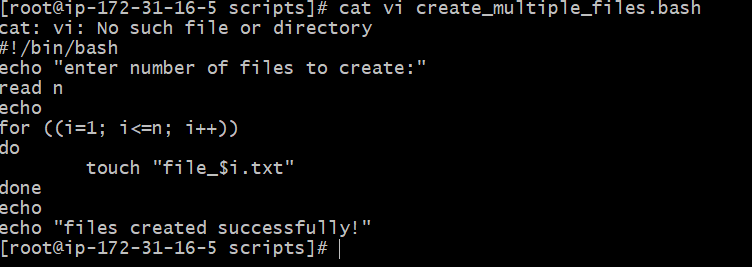 [root@ip-172-31-16-5 scripts]# cat vi create_multiple_files.bash
cat: vi: No such file or directory
#!/bin/bash
echo "enter number of files to create:"
read n
echo
for ((i=1; i<=n; i++))
do
        touch "file_$i.txt"
done
echo
echo "files created successfully!"
[root@ip-172-31-16-5 scripts]#